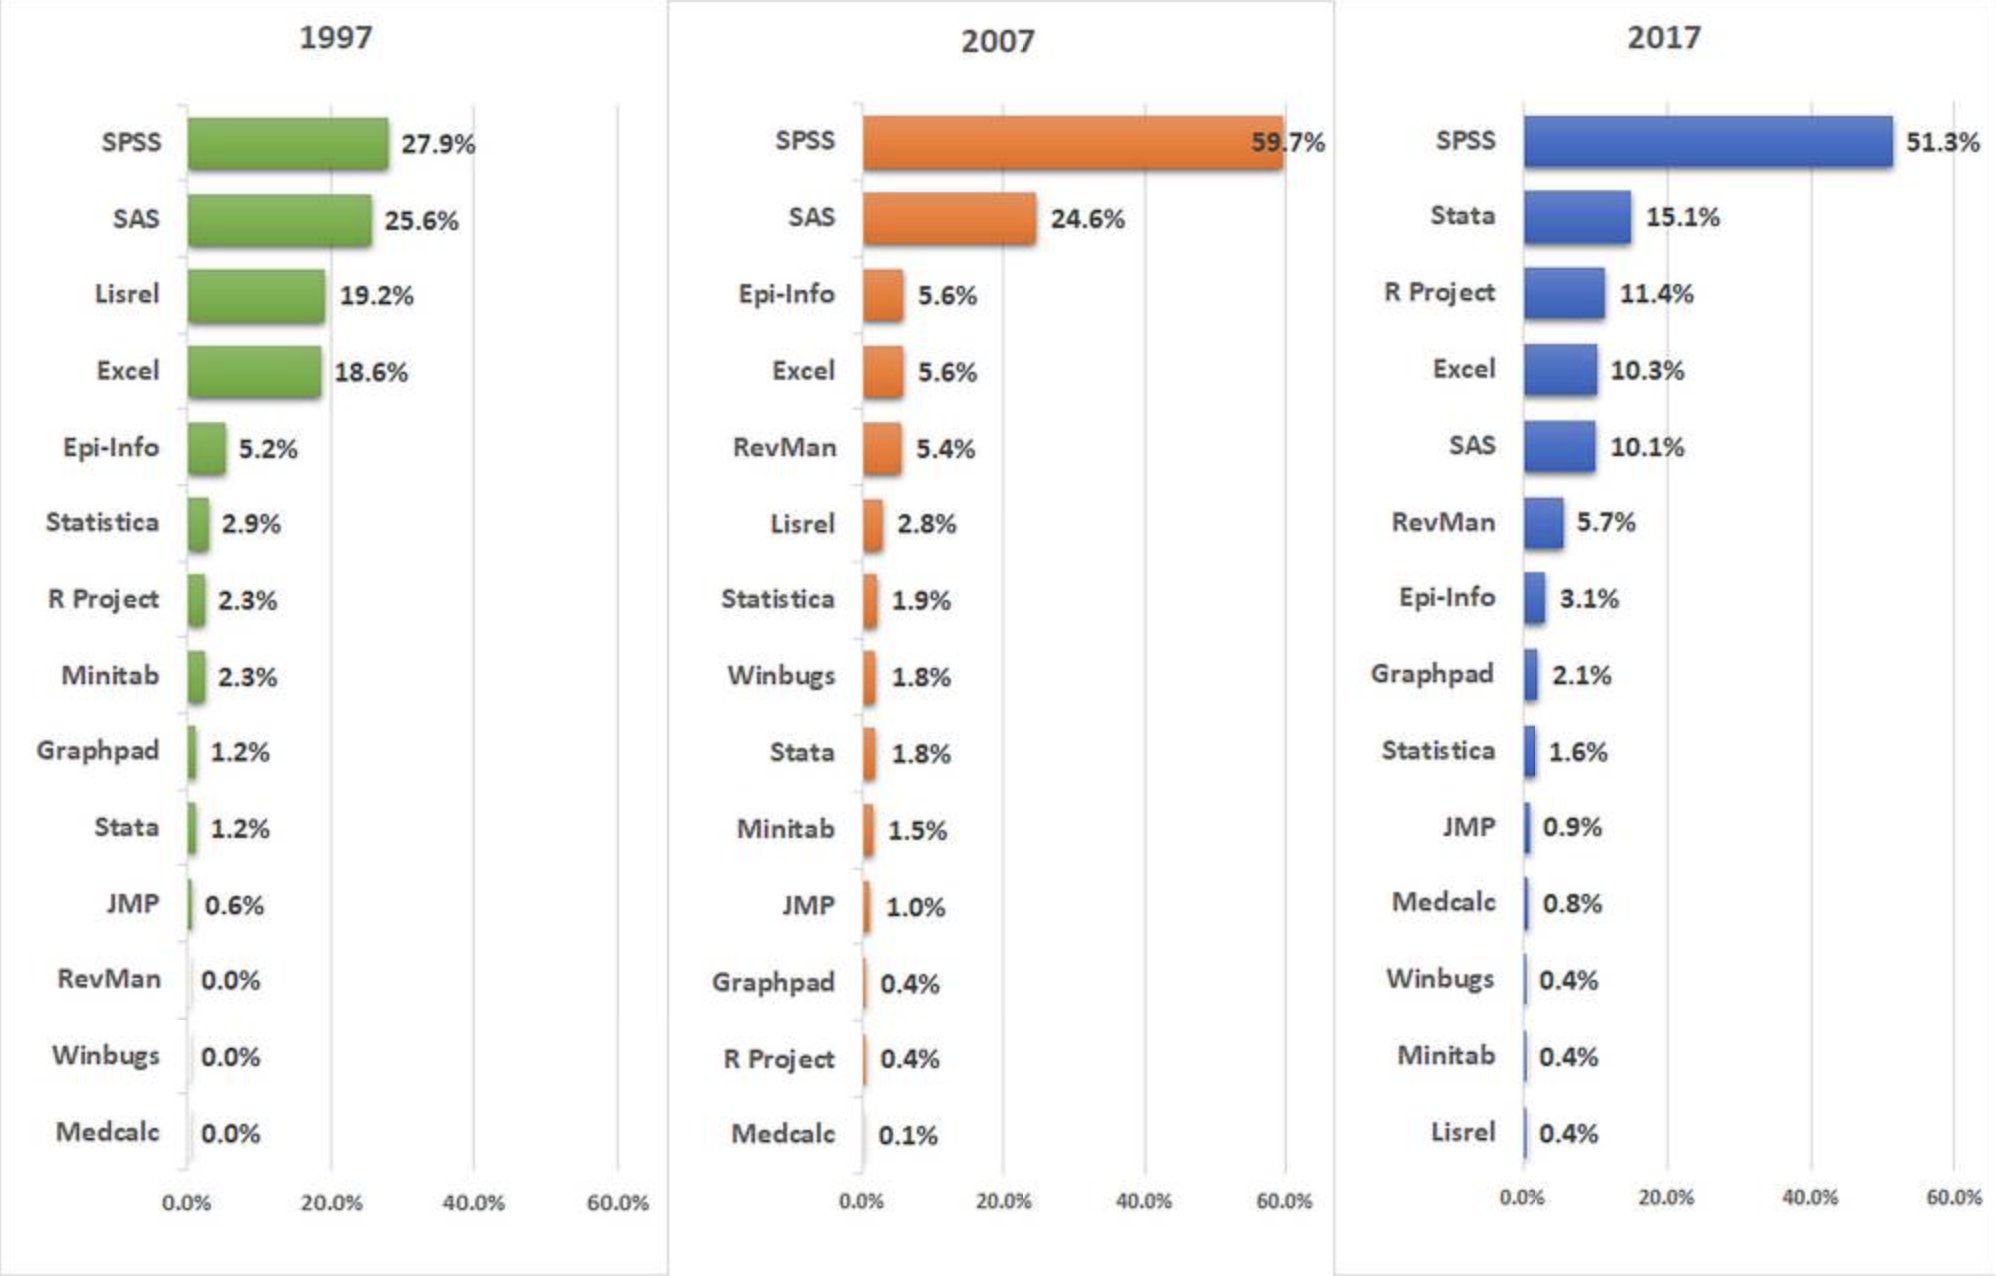 1997
SPSS 27.9%
SAS 25.6%
Lisrel 19.2%
Excel 18.6%
Epi-Info 5.2%
Statistica 2.9%
R Project 2.3%
Minitab 2.3%
Graphpad 1.2%
Stata 1.2%
JMP 0.6%
RevMan 0.0%
Winbugs 0.0%
Medcalc 0.0%
0.0% 20.0% 40.0% 60.0%
2007
SPSS 59.7%
SAS 24.6%
Epi-Info 5.6%
Excel 5.6%
RevMan 5.4%
Lisrel 2.8%
Statistica 1.9%
Winbugs 1.8%
Stata 1.8%
Minitab 1.5%
JMP 1.0%
Graphpad 0.4%
R Project 0.4%
Medcalc 0.1%
0.0% 20.0% 40.0% 60.0%
2017
SPSS 51.3%
Stata 15.1%
R Project 11.4%
Excel 10.3%
SAS 10.1%
RevMan 5.7%
Epi-Info 3.1%
Graphpad 2.1%
Statistica 1.6%
JMP 0.9%
Medcalc 0.8%
Winbugs 0.4%
Minitab 0.4%
Lisrel 0.4%
0.0% 20.0% 40.0% 60.0%